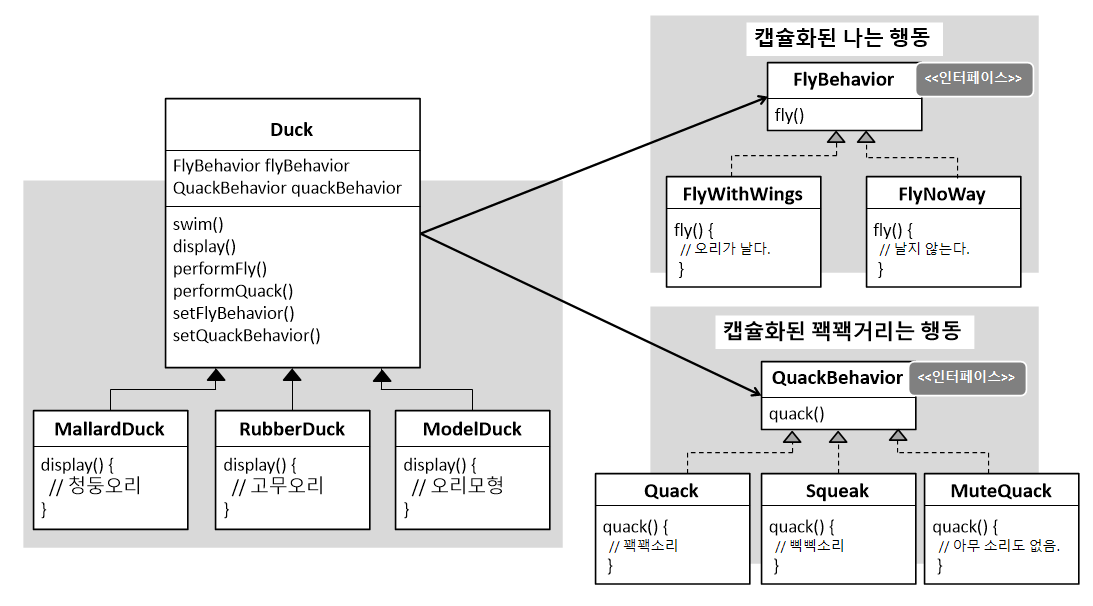 캡슐화된 나는 행동
FlyBehavior
<<인터페이스>>
fly()
FlyWithWings
fly() {
// 오리가 날다.
}
FlyNoWay
fly() {
// 날지 않는다.
}
Duck
FlyBehavior flyBehavior
QuackBehavior quackBehavior
swim()
display()
performFly()
performQuack()
setFlyBehavior()
setQuackBehavior()
MallardDuck
display() {
// 청둥오리
}
RubberDuck
display() {
// 고무오리
}
ModelDuck
display() {
// 오리모형
}
캡슐화된 꽥꽥거리는 행동
QuackBehavior
<<인터페이스>>
quack()
Quack
quack() {
// 꽥꽥소리
}
Squeak
quack() {
// 삑삑소리
}
MuteQuack
quack() {
// 아무 소리도 없음.
}